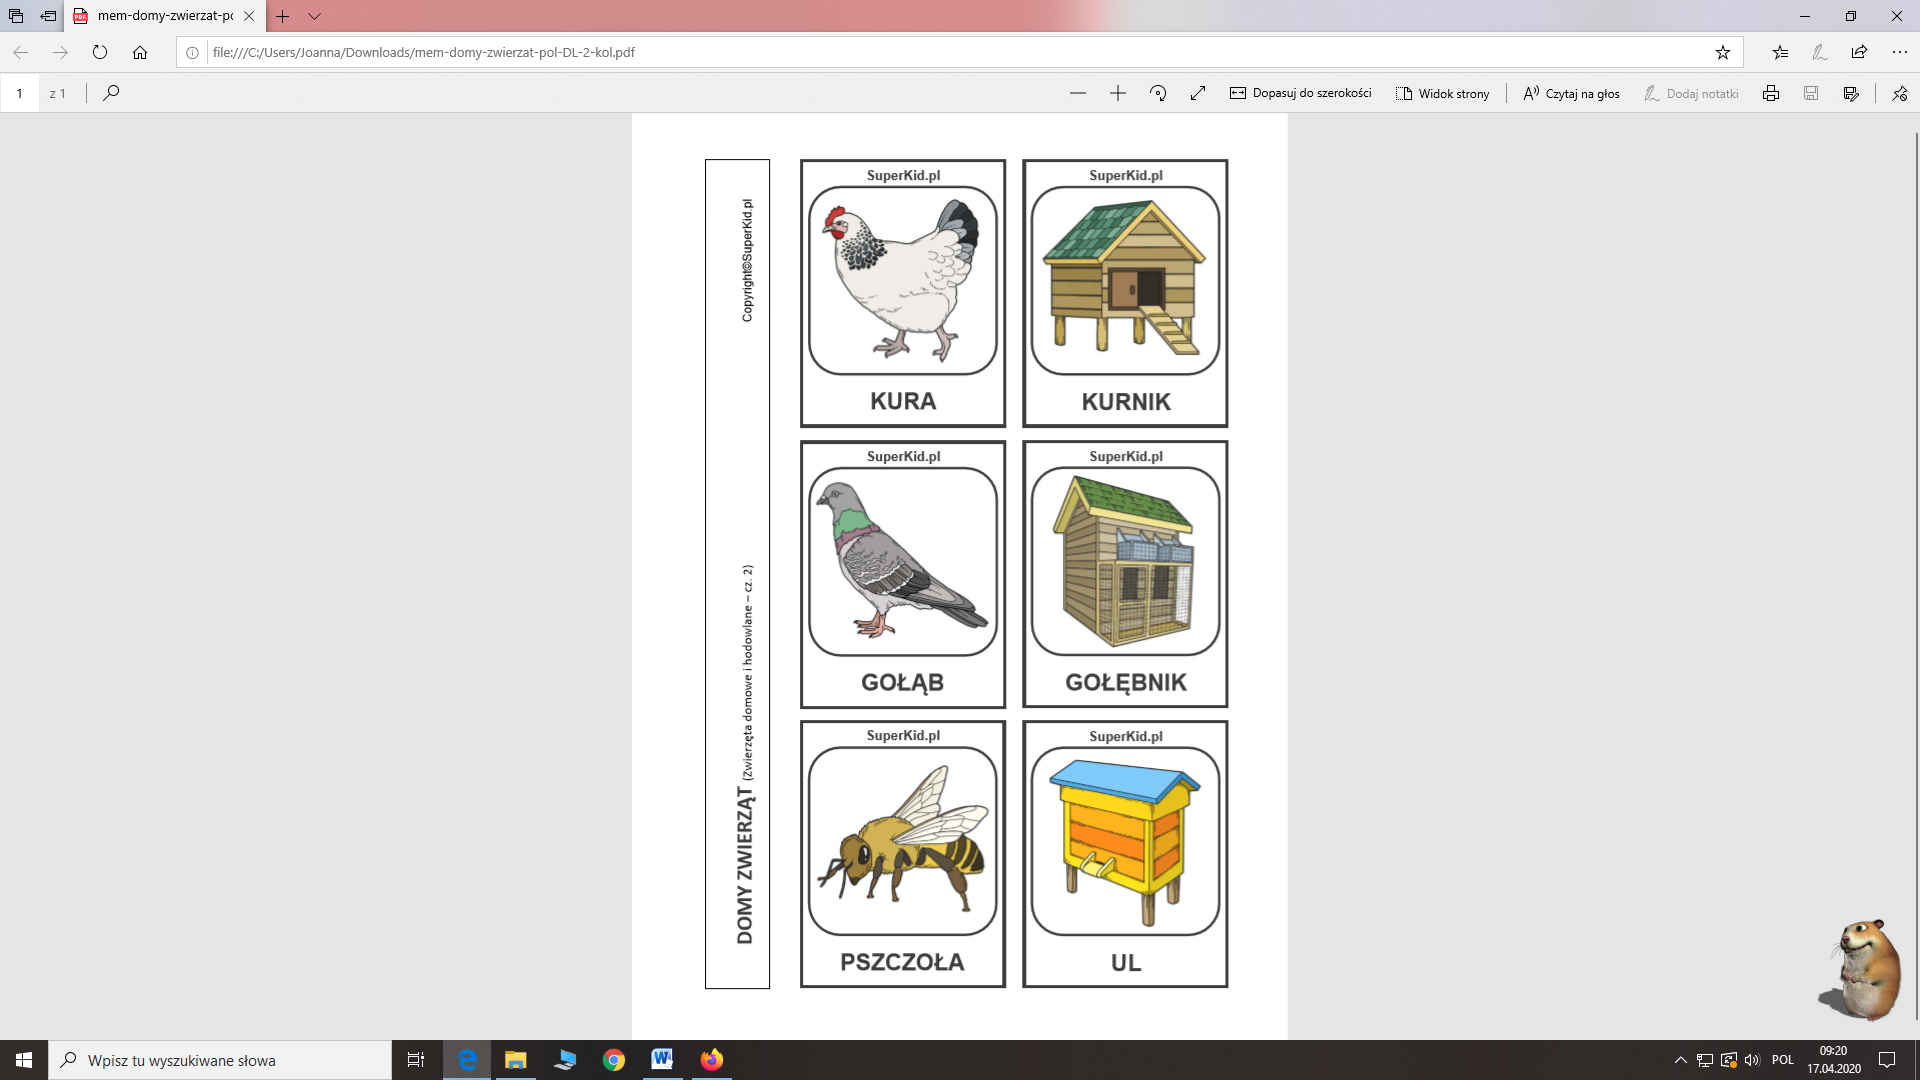 mem-domy-zwierzat-po
file:///C:/Users/Joanna/Downloads/mem-domy-zwierzat-pol-DL-2-kol.pdf
1 z 1
Dopasuj do szerokości
Widok strony
Czytaj na głos
Dodaj notatki
DOMY ZWIERZĄT (Zwierzęta domowe i hodowlane – cz. 2)
Copyright©SuperKid.pl
SuperKid.pl
KURA
SuperKid.pl
KURNIK
SuperKid.pl
GOŁĄB
SuperKid.pl
GOŁĘBNIK
SuperKid.pl
PSZCZOŁA
SuperKid.pl
UL
Wpisz tu wyszukiwane słowa
POL
09:20
17.04.2020